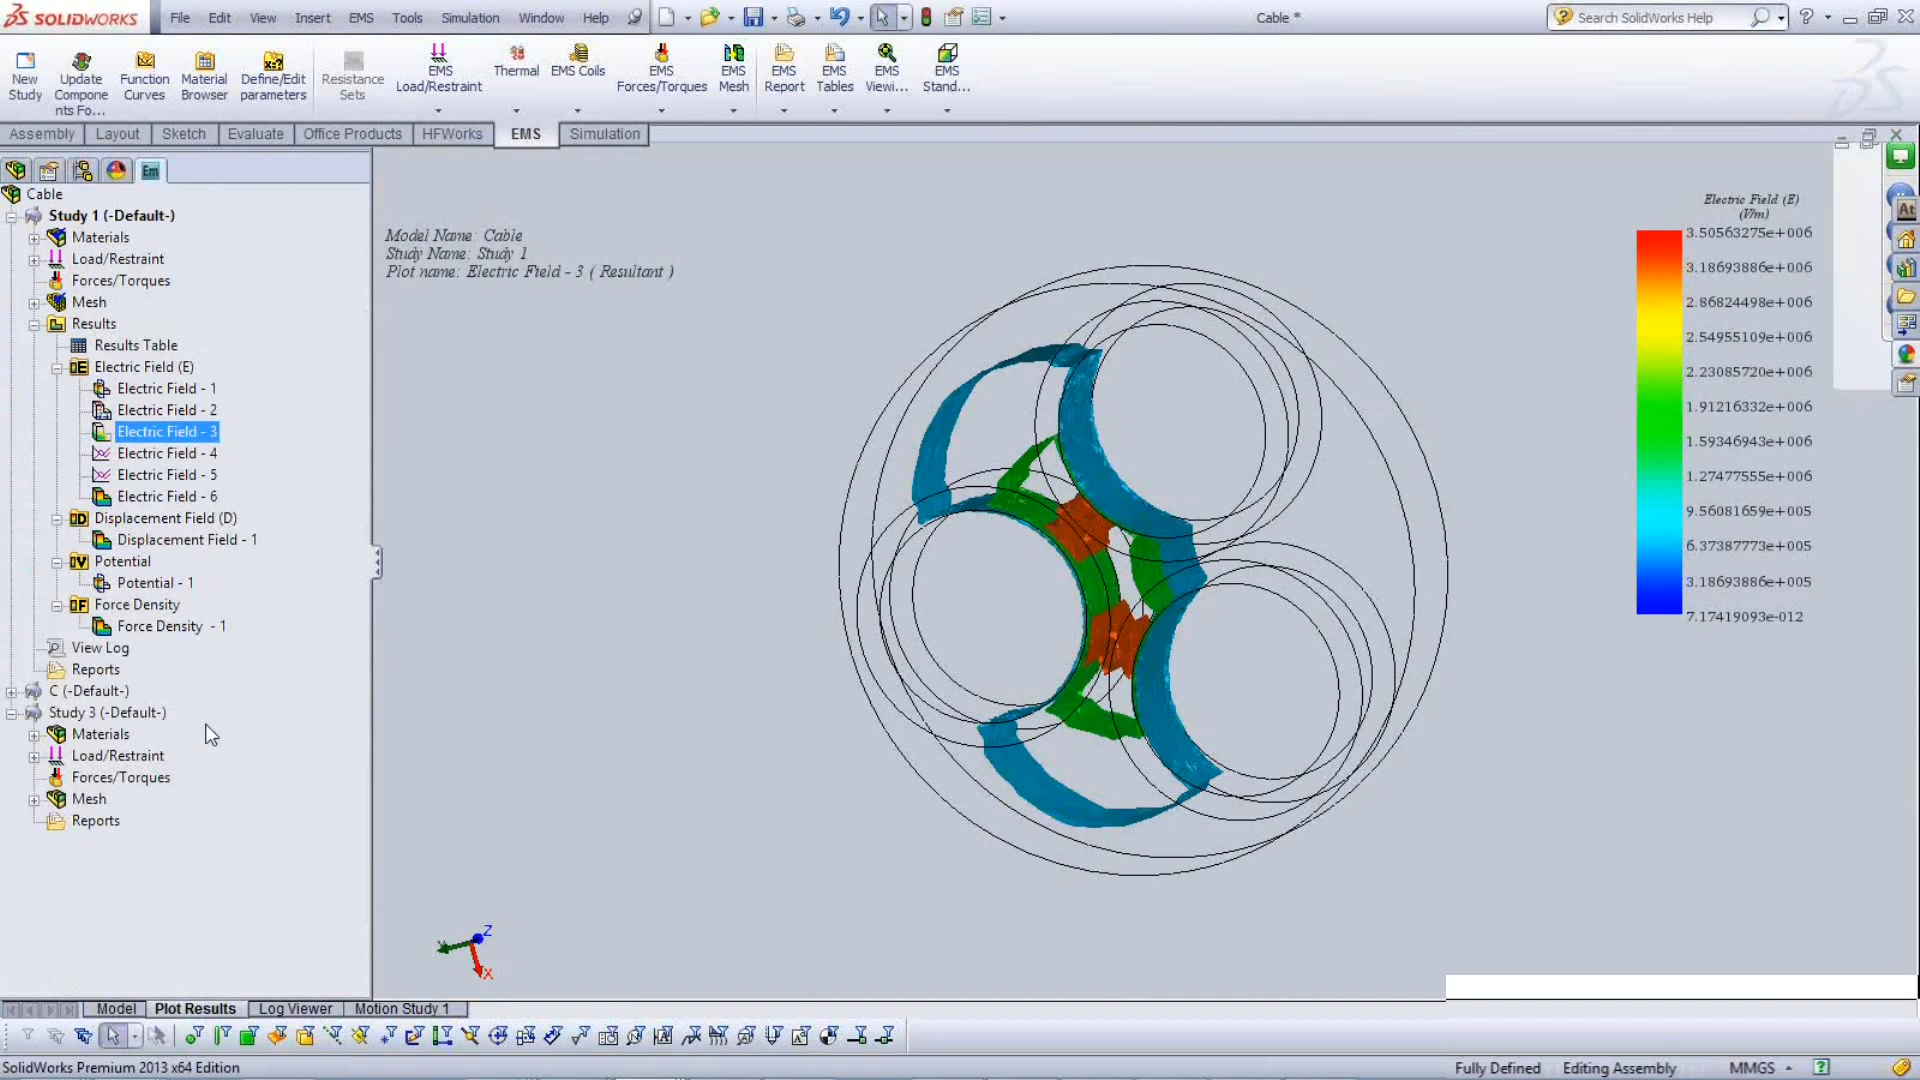 SOLIDWORKS
File Edit View Insert EMS Tools Simulation Window Help
Cable *
Search SolidWorks Help
New Study
Update Compone nts Fo...
Function Curves
Material Browser
Define/Edit parameters
Resistance Sets
EMS Load/Restraint
Thermal
EMS Coils
EMS Forces/Torques
EMS Mesh
EMS Report
EMS Tables
EMS Viewi...
EMS Stand...
Assembly Layout Sketch Evaluate Office Products HFWorks EMS Simulation
Em
Cable
Study 1 (-Default-)
Materials
Load/Restraint
Forces/Torques
Mesh
Results
Results Table
Electric Field (E)
Electric Field - 1
Electric Field - 2
Electric Field - 3
Electric Field - 4
Electric Field - 5
Electric Field - 6
Displacement Field (D)
Displacement Field - 1
Potential
Potential - 1
Force Density
Force Density - 1
View Log
Reports
C (-Default-)
Study 3 (-Default-)
Materials
Load/Restraint
Forces/Torques
Mesh
Reports
Model Name: Cable
Study Name: Study 1
Plot name: Electric Field - 3 ( Resultant )
Electric Field (E)
(V/m)
3.50563275e+006
3.18693886e+006
2.86824498e+006
2.54955109e+006
2.23085720e+006
1.91216332e+006
1.59346943e+006
1.27477555e+006
9.56081659e+005
6.37387773e+005
3.18693886e+005
7.17419093e-012
At
Z
X
Model Plot Results Log Viewer Motion Study 1
SolidWorks Premium 2013 x64 Edition
Fully Defined Editing Assembly MMGS